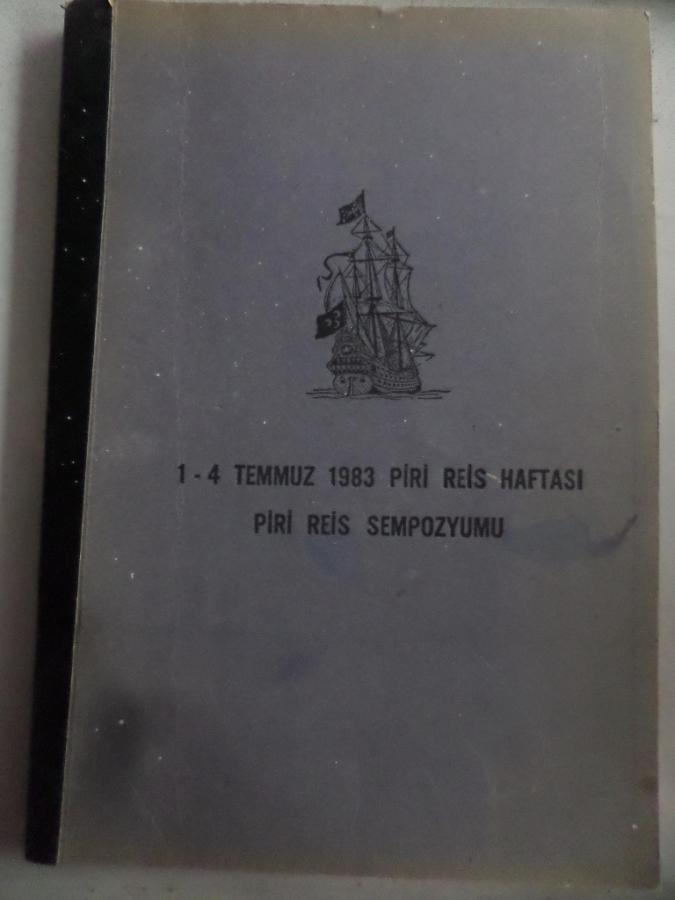 1 - 4 TEMMUZ 1983 PİRİ REİS HAFTASI
PİRİ REİS SEMPOZYUMU